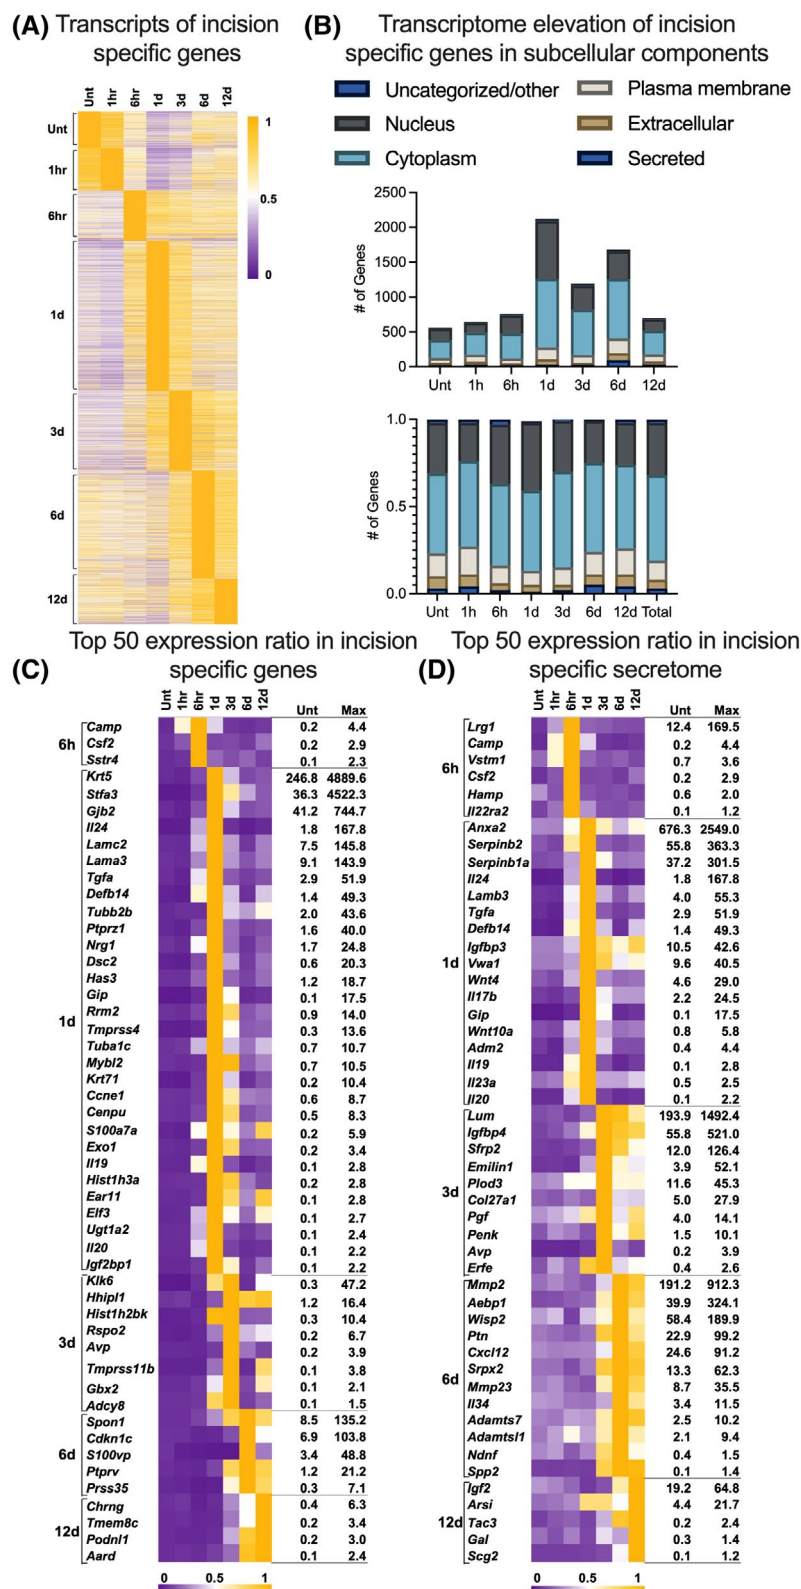 (A) Transcripts of incision
specific genes
Unt 1hr 6hr 1d 3d 6d 12d
Unt
1hr
6hr
1d
3d
6d
12d
1
0.5
0
(B) Transcriptome elevation of incision
specific genes in subcellular components
Uncategorized/other
Plasma membrane
Nucleus
Extracellular
Cytoplasm
Secreted
# of Genes
2500
2000
1500
1000
500
0
Unt 1h 6h 1d 3d 6d 12d
# of Genes
1.0
0.5
0.0
Unt 1h 6h 1d 3d 6d 12d Total
(C) Top 50 expression ratio in incision
specific genes
Unt 1hr 6hr 1d 3d 6d 12d Unt Max
6h
Camp 0.2 4.4
Csf2 0.2 2.9
Sstr4 0.1 2.3
1d
Krt5 246.8 4889.6
Stfa3 36.3 4522.3
Gjb2 41.2 744.7
Il24 1.8 167.8
Lamc2 7.5 145.8
Lama3 9.1 143.9
Tgfa 2.9 51.9
Defb14 1.4 49.3
Tubb2b 2.0 43.6
Ptprz1 1.6 40.0
Nrg1 1.7 24.8
Dsc2 0.6 20.3
Has3 1.2 18.7
Gip 0.1 17.5
Rrm2 0.9 14.0
Tmprss4 0.3 13.6
Tuba1c 0.7 10.7
Mybl2 0.7 10.5
Krt71 0.2 10.4
Ccne1 0.6 8.7
Cenpu 0.5 8.3
S100a7a 0.2 5.9
Exo1 0.2 3.4
Il19 0.1 2.8
Hist1h3a 0.2 2.8
Ear11 0.1 2.8
Elf3 0.1 2.7
Ugt1a2 0.1 2.4
Il20 0.1 2.2
Igf2bp1 0.1 2.2
3d
Klk6 0.3 47.2
Hhipl1 1.2 16.4
Hist1h2bk 0.3 10.4
Rspo2 0.2 6.7
Avp 0.2 3.9
Tmprss11b 0.1 3.8
Gbx2 0.1 2.1
Adcy8 0.1 1.5
6d
Spon1 8.5 135.2
Cdkn1c 6.9 103.8
S100vp 3.4 48.8
Ptprv 1.2 21.2
Prss35 0.3 7.1
12d
Chrng 0.4 6.3
Tmem8c 0.2 3.4
Podnl1 0.2 3.0
Aard 0.1 2.4
0 0.5 1
(D) Top 50 expression ratio in incision
specific secretome
Unt 1hr 6hr 1d 3d 6d 12d Unt Max
6h
Lrg1 12.4 169.5
Camp 0.2 4.4
Vstm1 0.7 3.6
Csf2 0.2 2.9
Hamp 0.6 2.0
Il22ra2 0.1 1.2
1d
Anxa2 676.3 2549.0
Serpinb2 55.8 363.3
Serpinb1a 37.2 301.5
Il24 1.8 167.8
Lamb3 4.0 55.3
Tgfa 2.9 51.9
Defb14 1.4 49.3
Igfbp3 10.5 42.6
Vwa1 9.6 40.5
Wnt4 4.6 29.0
Il17b 2.2 24.5
Gip 0.1 17.5
Wnt10a 0.8 5.8
Adm2 0.4 4.4
Il19 0.1 2.8
Il23a 0.5 2.5
Il20 0.1 2.2
3d
Lum 193.9 1492.4
Igfbp4 55.8 521.0
Sfrp2 12.0 126.4
Emilin1 3.9 52.1
Plod3 11.6 45.3
Col27a1 5.0 27.9
Pgf 4.0 14.1
Penk 1.5 10.1
Avp 0.2 3.9
Erfe 0.4 2.6
6d
Mmp2 191.2 912.3
Aebp1 39.9 324.1
Wisp2 58.4 189.9
Ptn 22.9 99.2
Cxcl12 24.6 91.2
Srpx2 13.3 62.3
Mmp23 8.7 35.5
Il34 3.4 11.5
Adamts7 2.5 10.2
Adamtsl1 2.1 9.4
Ndnf 0.4 1.5
Spp2 0.1 1.4
12d
Igf2 19.2 64.8
Arsi 4.4 21.7
Tac3 0.2 2.4
Gal 0.3 1.4
Scg2 0.1 1.2
0 0.5 1